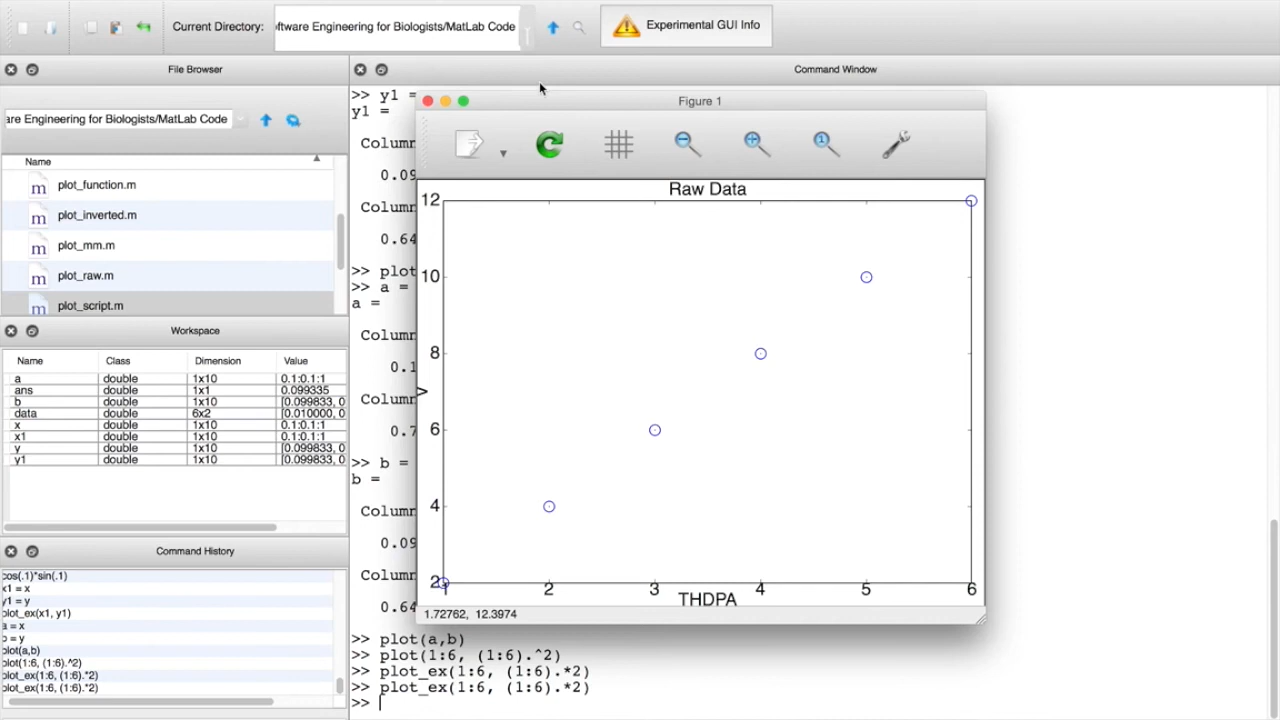 Current Directory:
oftware Engineering for Biologists/MatLab Code
Experimental GUI Info
File Browser
Command Window
are Engineering for Biologists/MatLab Code
Name
plot_function.m
plot_inverted.m
plot_mm.m
plot_raw.m
plot_script.m
Workspace
Name Class Dimension Value
a double 1x10 0.1:0.1:1
ans double 1x1 0.099335
b double 1x10 [0.099833, 0
data double 6x2 [0.010000, 0
x double 1x10 0.1:0.1:1
x1 double 1x10 0.1:0.1:1
y double 1x10 [0.099833, 0
y1 double 1x10 [0.099833, 0
Command History
cos(.1)*sin(.1)
x1 = x
y1 = y
plot_ex(x1, y1)
a = x
b = y
plot(a,b)
plot(1:6, (1:6).^2)
plot_ex(1:6, (1:6).*2)
plot_ex(1:6, (1:6).*2)
>> y1 =
y1 =
Column
0.09
Column
0.64
>> plot
>> a =
a =
Column
0.1
Column
0.7
>> b =
b =
Column
0.09
Column
0.64
>> plot(a,b)
>> plot(1:6, (1:6).^2)
>> plot_ex(1:6, (1:6).*2)
>> plot_ex(1:6, (1:6).*2)
>>
Figure 1
Raw Data
12
10
8
6
4
2
V
1 2 3 4 5 6
THDPA
1.72762, 12.3974